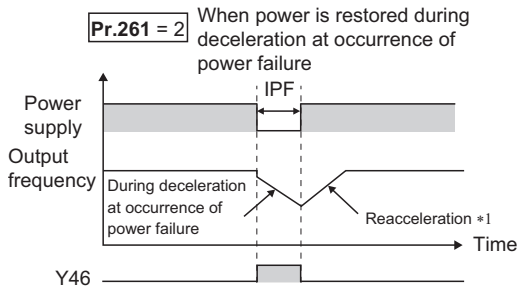 Pr.261 = 2
When power is restored during
deceleration at occurrence of
power failure
IPF
Power
supply
Output
frequency
During deceleration
at occurrence of
power failure
Reacceleration *1
Time
Y46